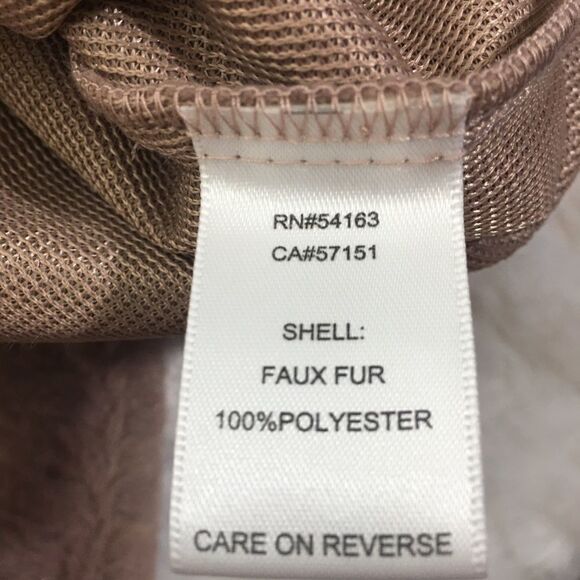 RN#54163
CA#57151
SHELL:
FAUX FUR
100%POLYESTER
CARE ON REVERSE